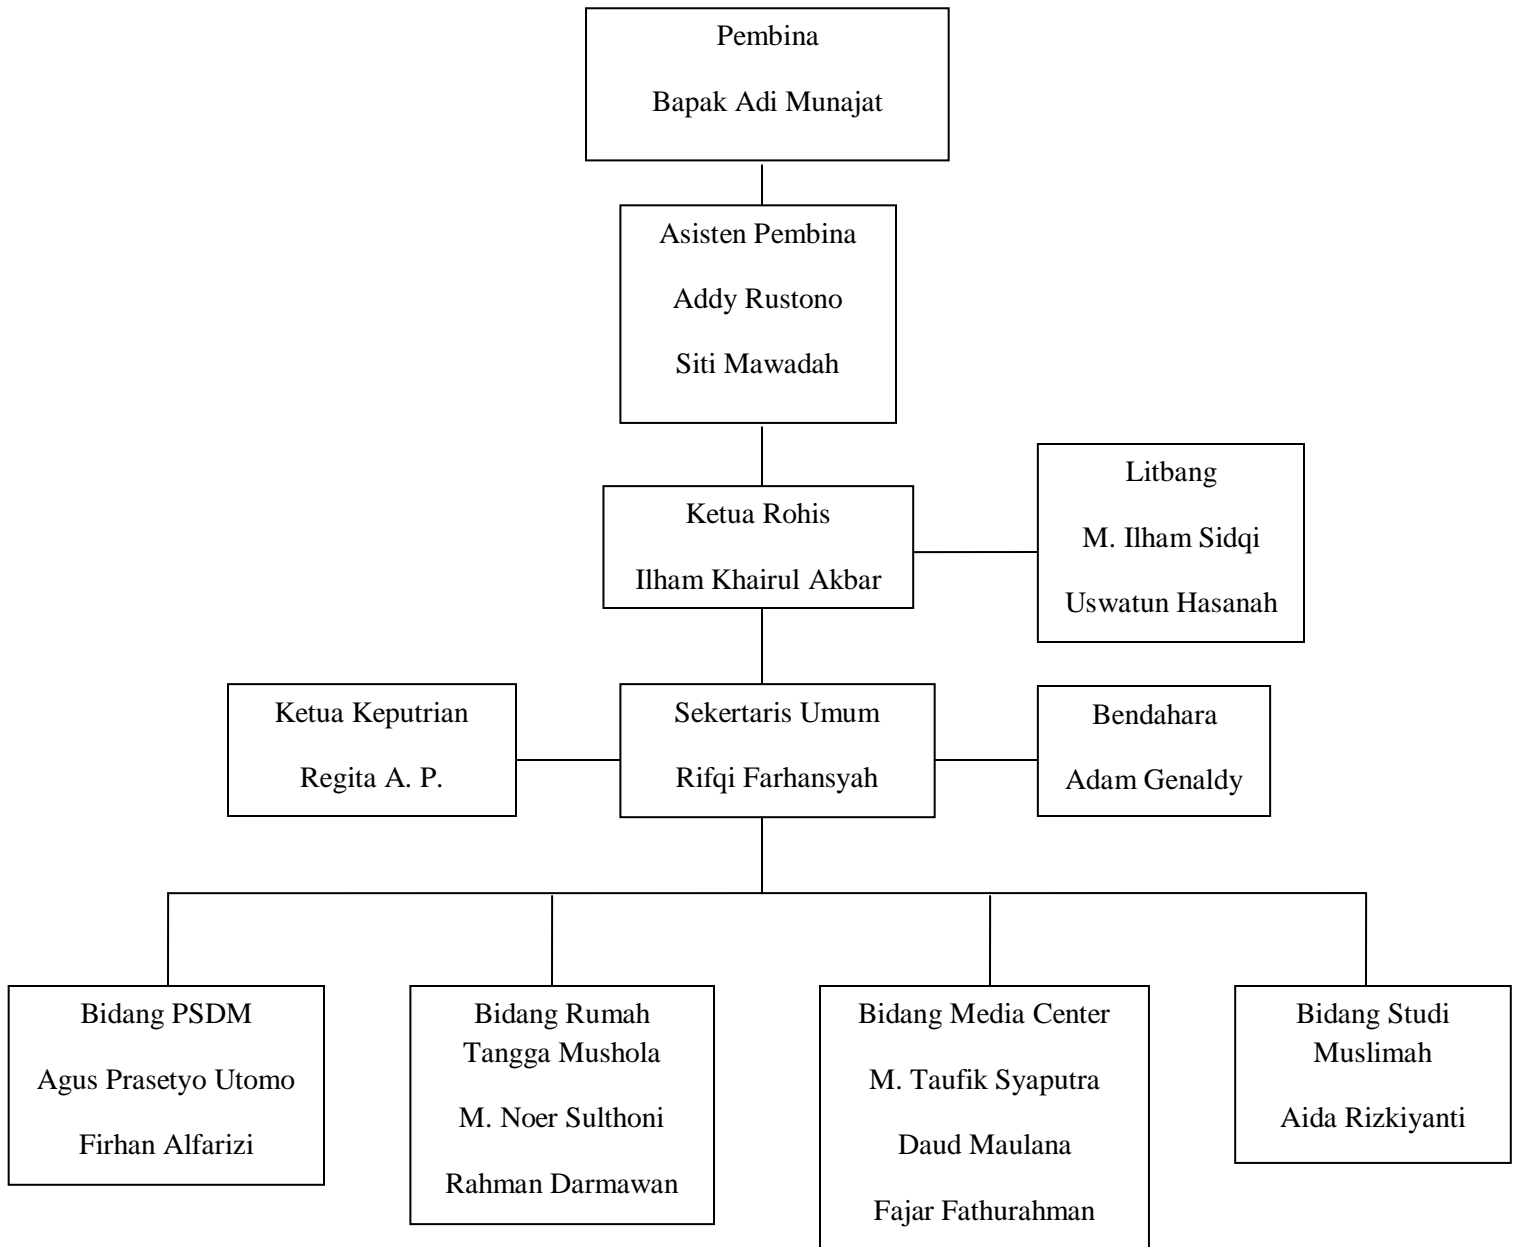 Pembina
Bapak Adi Munajat
Asisten Pembina
Addy Rustono
Siti Mawadah
Ketua Rohis
Ilham Khairul Akbar
Litbang
M. Ilham Sidqi
Uswatun Hasanah
Ketua Keputrian
Regita A. P.
Sekertaris Umum
Rifqi Farhansyah
Bendahara
Adam Genaldy
Bidang PSDM
Agus Prasetyo Utomo
Firhan Alfarizi
Bidang Rumah
Tangga Mushola
M. Noer Sulthoni
Rahman Darmawan
Bidang Media Center
M. Taufik Syaputra
Daud Maulana
Fajar Fathurahman
Bidang Studi
Muslimah
Aida Rizkiyanti